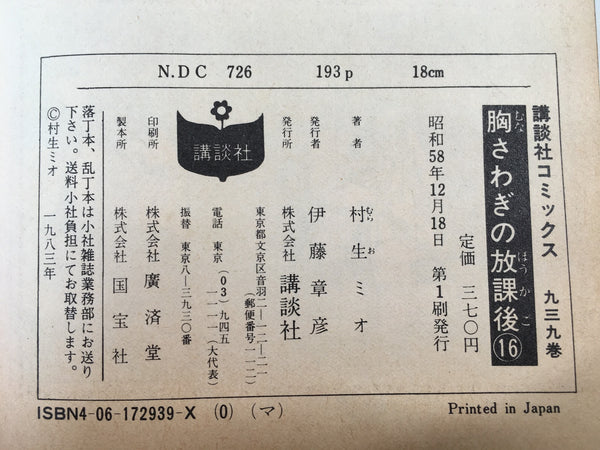 N.D C 726 193p 18cm
講談社コミックス 九三九巻
胸さわぎの放課後⑯
むな
ほうかご
定価 三七〇円
昭和58年12月18日 第1刷発行
著者 村生ミオ
むらお
発行者 伊藤章彦
発行所 株式会社 講談社
東京都文京区音羽二—一二—二一
(郵便番号一一二)
電話 東京(03)九四五
一一一一(大代表)
振替 東京八—三九三〇番
講談社
印刷所 株式会社 廣済堂
製本所 株式会社 国宝社
落丁本、乱丁本は小社雑誌業務部にお送り
下さい。送料小社負担にてお取替します。
©村生ミオ 一九八三年
ISBN4-06-172939-X (0) (マ)
Printed in Japan